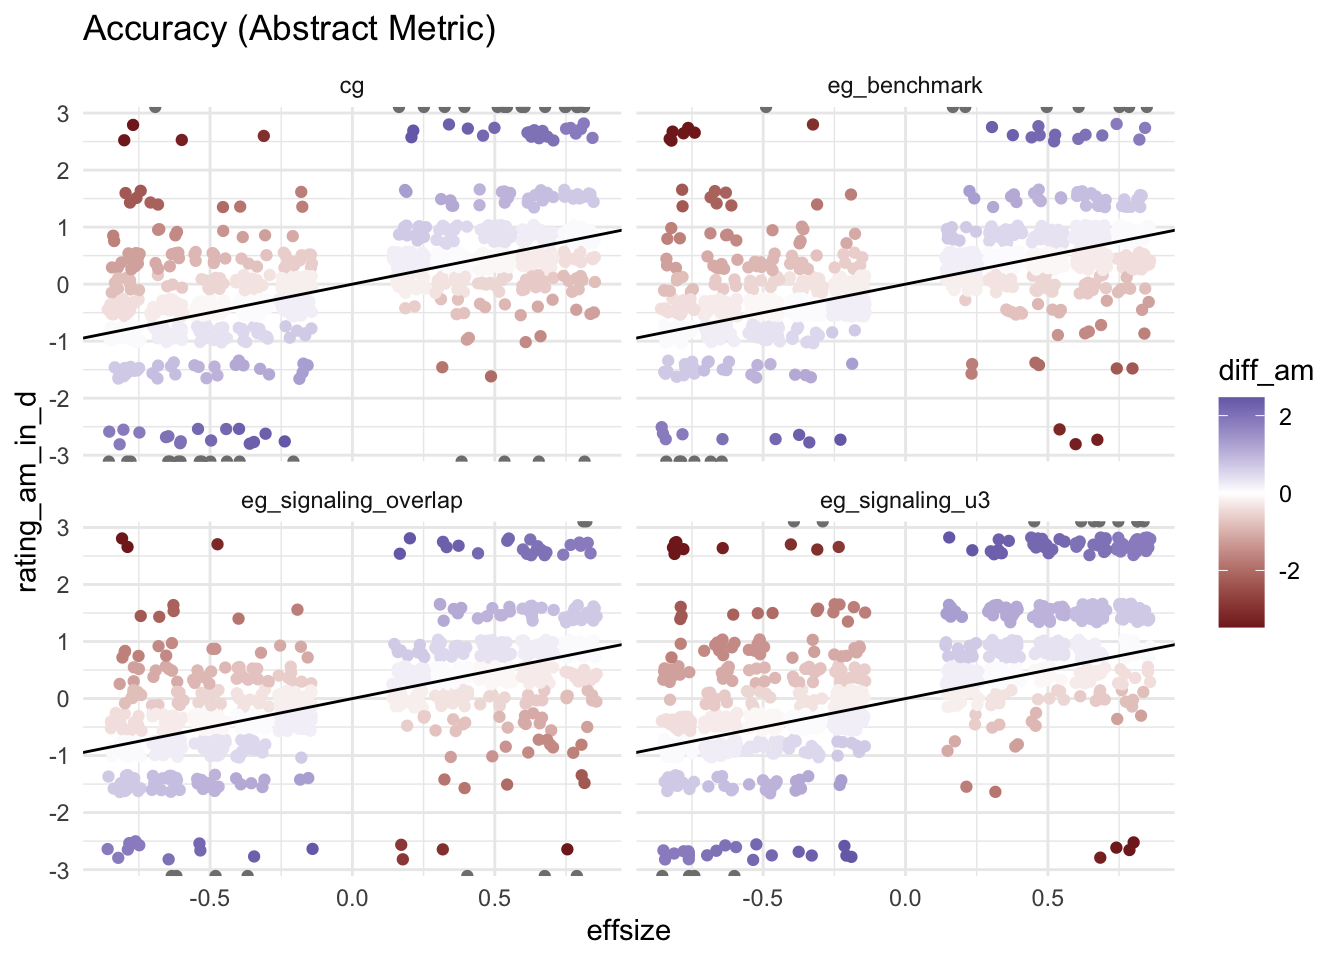 Accuracy (Abstract Metric)
cg
eg_benchmark
3
2
1
0
-1
-2
-3
eg_signaling_overlap
eg_signaling_u3
3
2
1
0
-1
-2
-3
-0.5
0.0
0.5
-0.5
0.0
0.5
effsize
rating_am_in_d
diff_am
2
0
-2